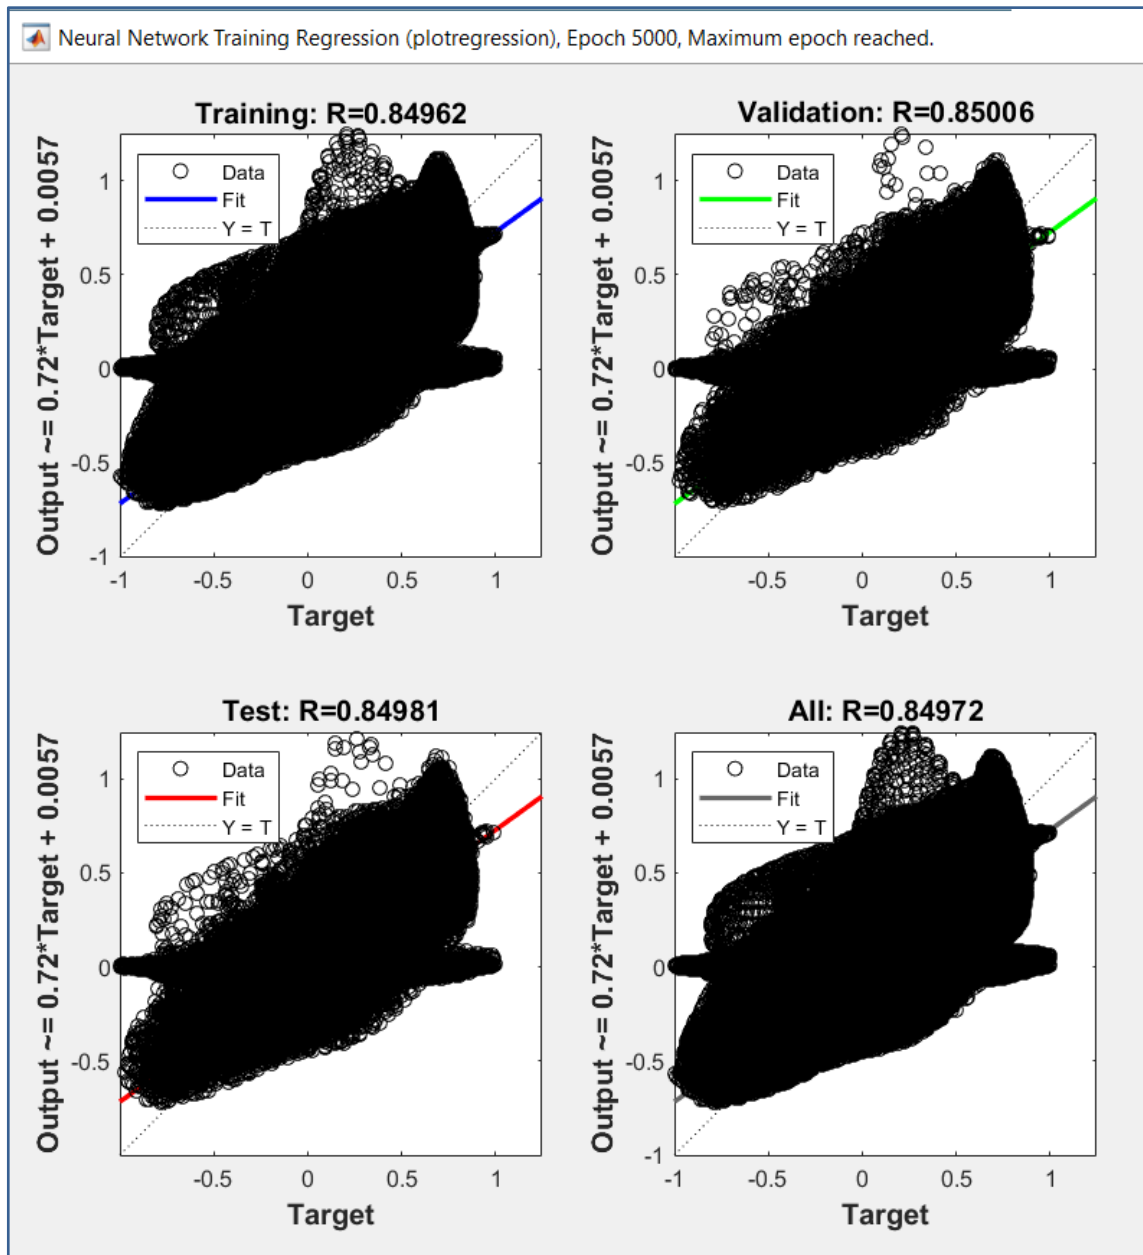 Neural Network Training Regression (plotregression), Epoch 5000, Maximum epoch reached.
Training: R=0.84962
Output ~= 0.72*Target + 0.0057
Data
Fit
Y = T
1
0.5
0
-0.5
-1
-1
-0.5
0
0.5
1
Target
Validation: R=0.85006
Output ~= 0.72*Target + 0.0057
Data
Fit
Y = T
1
0.5
0
-0.5
-0.5
0
0.5
1
Target
Test: R=0.84981
Output ~= 0.72*Target + 0.0057
Data
Fit
Y = T
1
0.5
0
-0.5
-0.5
0
0.5
1
Target
All: R=0.84972
Output ~= 0.72*Target + 0.0057
Data
Fit
Y = T
1
0.5
0
-0.5
-1
-1
-0.5
0
0.5
1
Target